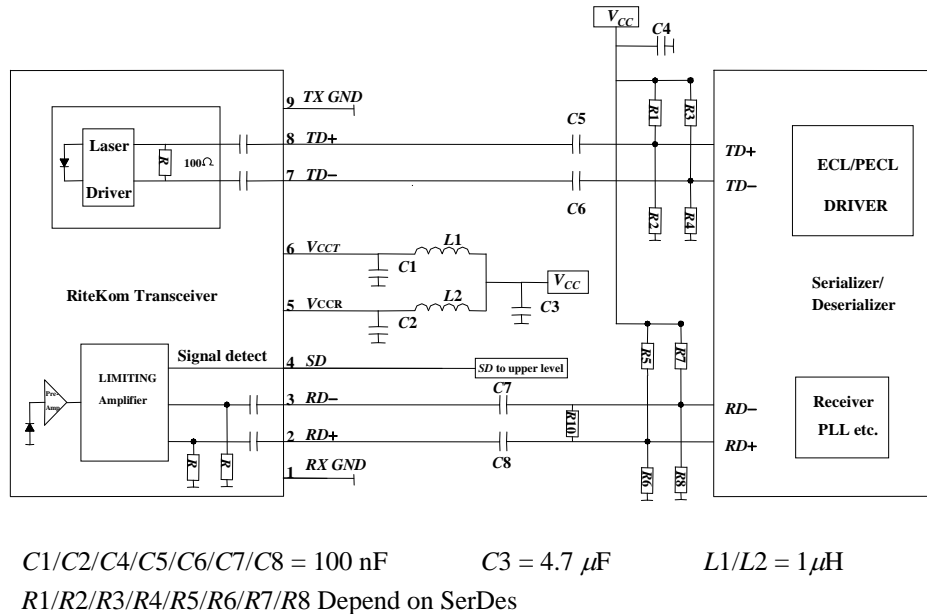 VCC
C4
9 TX GND
R1
R3
C5
Laser
Driver
R
100Ω
8 TD+
TD+
7 TD−
TD−
C6
R2
R4
ECL/PECL
DRIVER
6 VCCT
L1
C1
VCC
RiteKom Transceiver
5 VCCR
L2
C2
C3
Serializer/
Deserializer
Signal detect
4 SD
SD to upper level
R5
R7
LIMITING
Amplifier
Pre-
Amp
C7
3 RD−
RD−
R10
Receiver
PLL etc.
2 RD+
RD+
C8
R
R
R6
R8
1 RX GND
C1/C2/C4/C5/C6/C7/C8 = 100 nF C3 = 4.7 μF L1/L2 = 1μH
R1/R2/R3/R4/R5/R6/R7/R8 Depend on SerDes